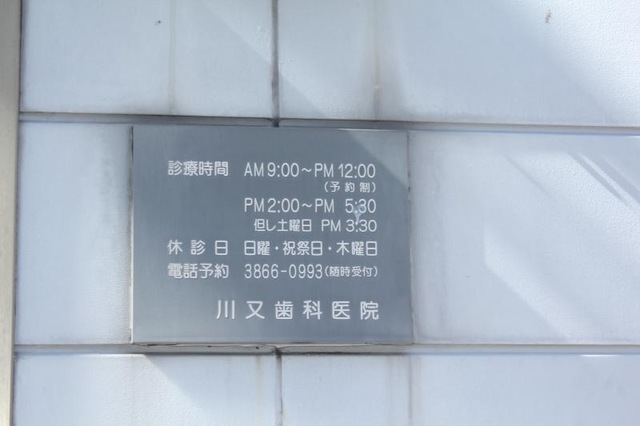 診療時間 AM 9:00～PM 12:00
(予約制)
PM 2:00～PM 5:30
但し土曜日 PM 3:30
休診日 日曜・祝祭日・木曜日
電話予約 3866-0993(随時受付)
川又歯科医院